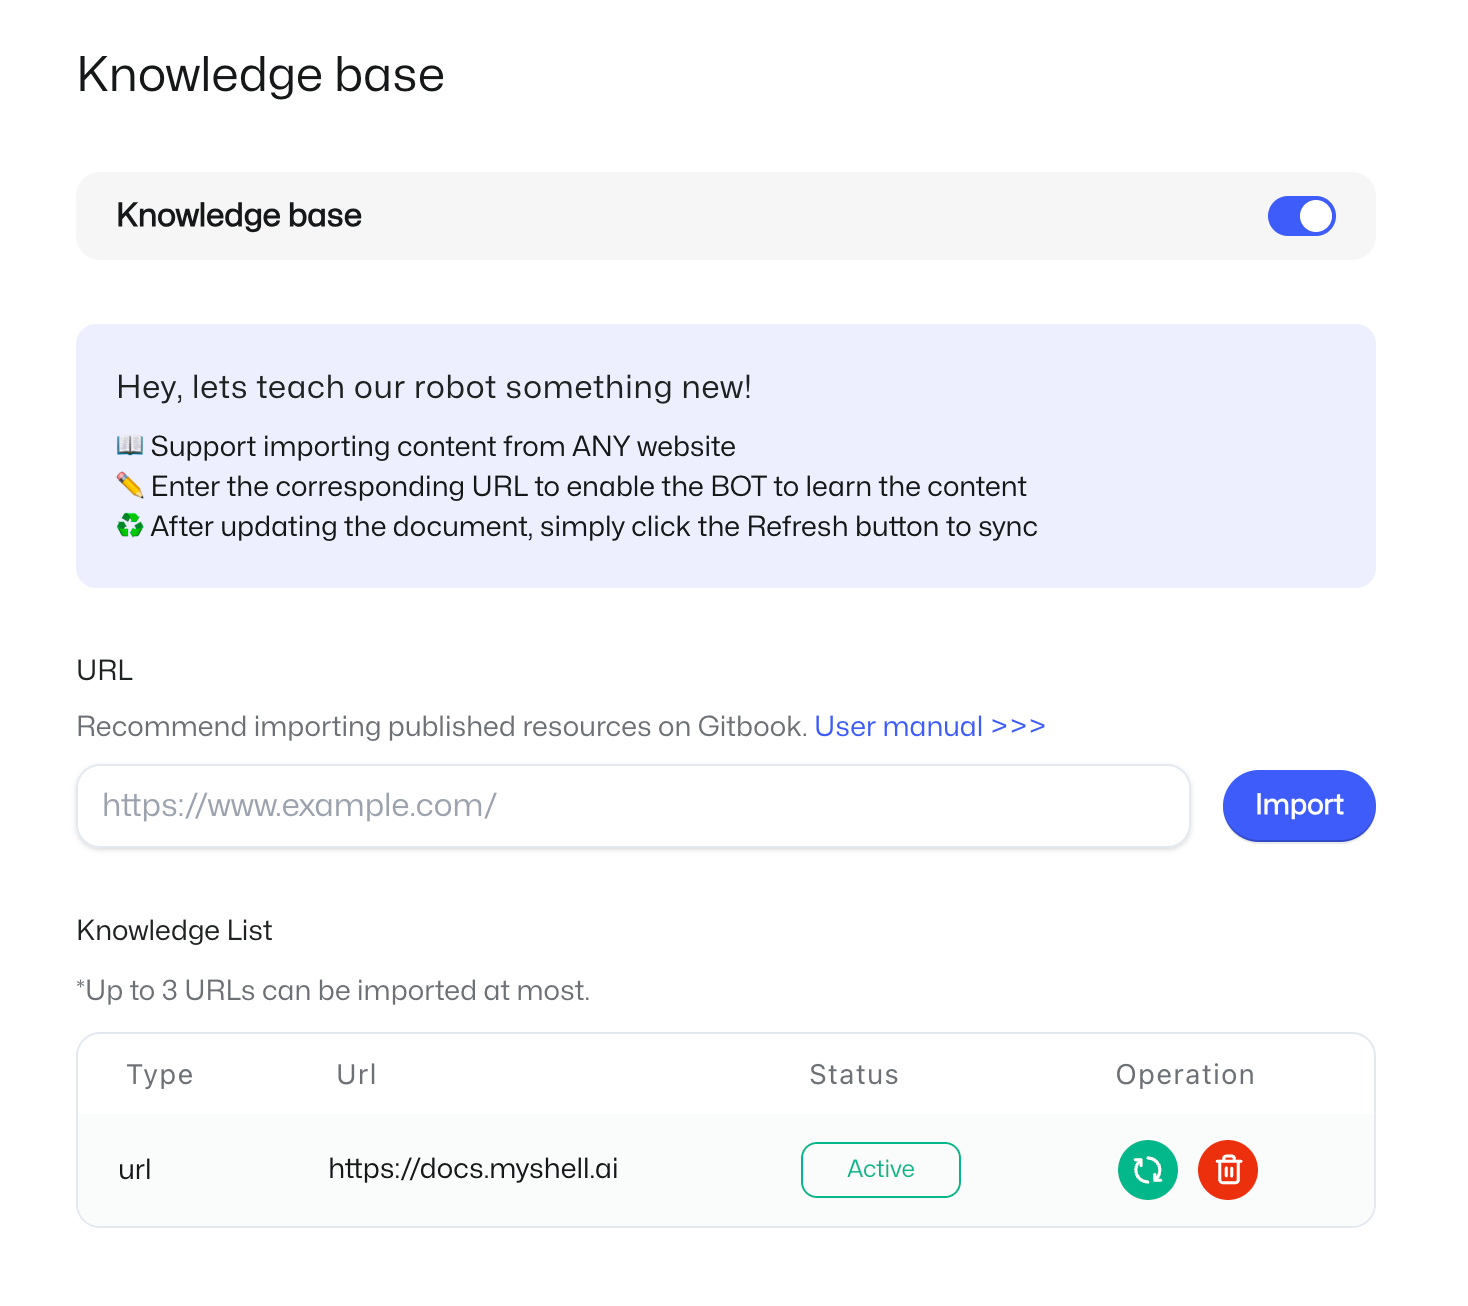 Knowledge base
Knowledge base
Hey, lets teach our robot something new!
📖 Support importing content from ANY website
✏️ Enter the corresponding URL to enable the BOT to learn the content
♻️ After updating the document, simply click the Refresh button to sync
URL
Recommend importing published resources on Gitbook. User manual >>>
https://www.example.com/
Import
Knowledge List
*Up to 3 URLs can be imported at most.
Type Url Status Operation
url https://docs.myshell.ai Active